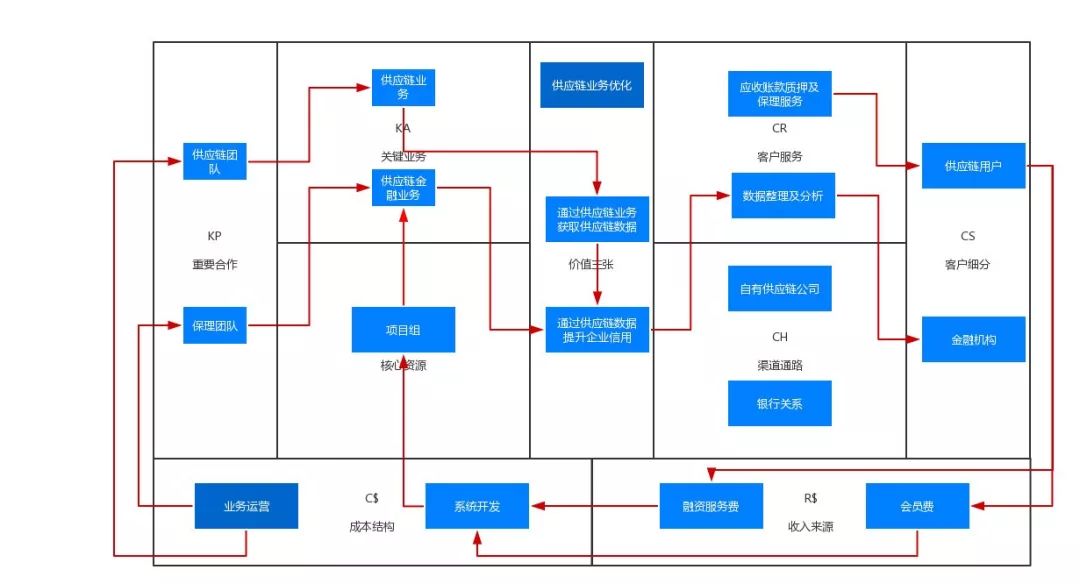 供应链团
队
KP
重要合作
保理团队
供应链业
务
KA
关键业务
供应链金
融业务
项目组
核心资源
供应链业务优化
通过供应链业务
获取供应链数据
价值主张
通过供应链数据
提升企业信用
应收账款质押及
保理服务
CR
客户服务
数据整理及分析
自有供应链公司
CH
渠道通路
银行关系
供应链用户
CS
客户细分
金融机构
业务运营
C$
成本结构
系统开发
融资服务费
R$
收入来源
会员费